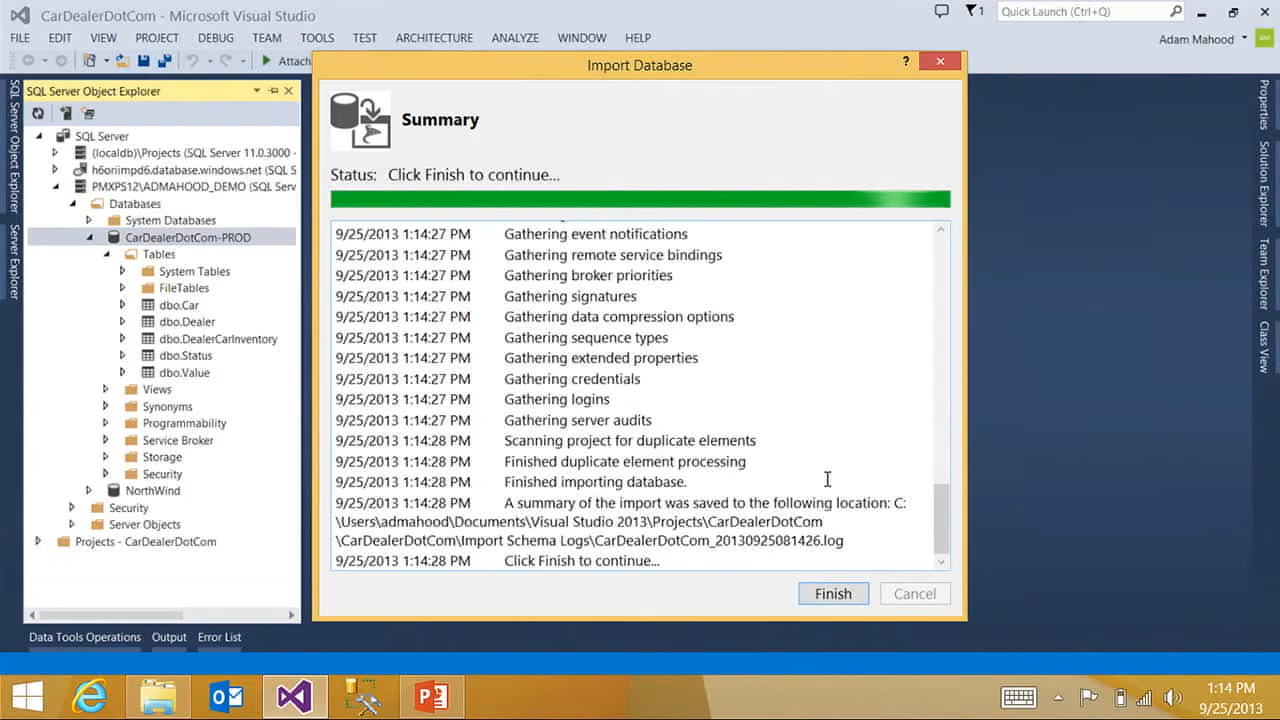 CarDealerDotCom - Microsoft Visual Studio
1
Quick Launch (Ctrl+Q)
FILE EDIT VIEW PROJECT DEBUG TEAM TOOLS TEST ARCHITECTURE ANALYZE WINDOW HELP
Adam Mahood
Attach
SQL Server Object Explorer
Server Explorer
SQL Server Object Explorer
SQL Server
(localdb)\Projects (SQL Server 11.0.3000 -
h6oriimpd6.database.windows.net (SQL S
PMXPS12\ADMAHOOD_DEMO (SQL Serv
Databases
System Databases
CarDealerDotCom-PROD
Tables
System Tables
FileTables
dbo.Car
dbo.Dealer
dbo.DealerCarInventory
dbo.Status
dbo.Value
Views
Synonyms
Programmability
Service Broker
Storage
Security
NorthWind
Security
Server Objects
Projects - CarDealerDotCom
Import Database
?
Summary
Status: Click Finish to continue...
9/25/2013 1:14:27 PM Gathering event notifications
9/25/2013 1:14:27 PM Gathering remote service bindings
9/25/2013 1:14:27 PM Gathering broker priorities
9/25/2013 1:14:27 PM Gathering signatures
9/25/2013 1:14:27 PM Gathering data compression options
9/25/2013 1:14:27 PM Gathering sequence types
9/25/2013 1:14:27 PM Gathering extended properties
9/25/2013 1:14:27 PM Gathering credentials
9/25/2013 1:14:27 PM Gathering logins
9/25/2013 1:14:27 PM Gathering server audits
9/25/2013 1:14:28 PM Scanning project for duplicate elements
9/25/2013 1:14:28 PM Finished duplicate element processing
9/25/2013 1:14:28 PM Finished importing database.
9/25/2013 1:14:28 PM A summary of the import was saved to the following location: C:
\Users\admahood\Documents\Visual Studio 2013\Projects\CarDealerDotCom
\CarDealerDotCom\Import Schema Logs\CarDealerDotCom_20130925081426.log
9/25/2013 1:14:28 PM Click Finish to continue...
Finish Cancel
Properties
Solution Explorer
Team Explorer
Class View
Data Tools Operations Output Error List
1:14 PM
9/25/2013